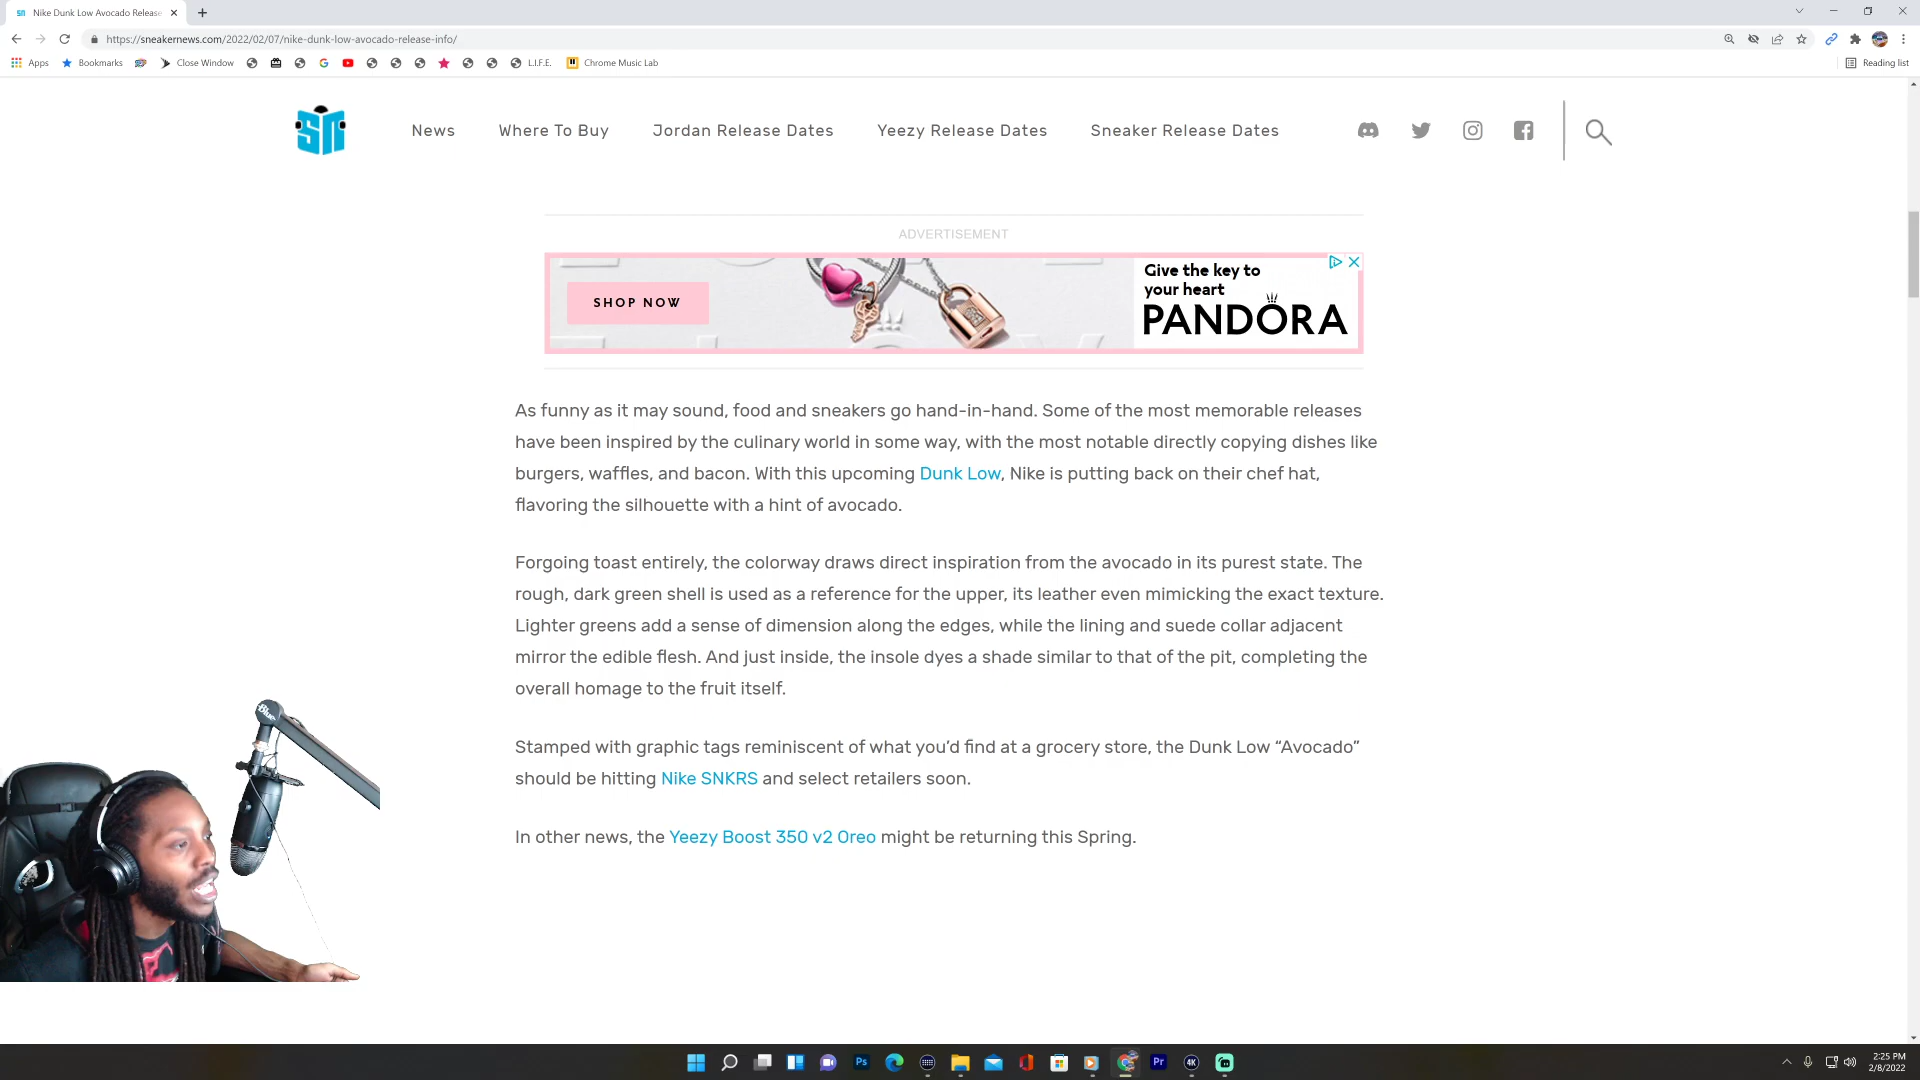 Nike Dunk Low Avocado Release
https://sneakernews.com/2022/02/07/nike-dunk-low-avocado-release-info/
Apps Bookmarks Close Window L.I.F.E. Chrome Music Lab Reading list
SN News Where To Buy Jordan Release Dates Yeezy Release Dates Sneaker Release Dates
ADVERTISEMENT
SHOP NOW
Give the key to
your heart
PANDORA
As funny as it may sound, food and sneakers go hand-in-hand. Some of the most memorable releases
have been inspired by the culinary world in some way, with the most notable directly copying dishes like
burgers, waffles, and bacon. With this upcoming Dunk Low, Nike is putting back on their chef hat,
flavoring the silhouette with a hint of avocado.
Forgoing toast entirely, the colorway draws direct inspiration from the avocado in its purest state. The
rough, dark green shell is used as a reference for the upper, its leather even mimicking the exact texture.
Lighter greens add a sense of dimension along the edges, while the lining and suede collar adjacent
mirror the edible flesh. And just inside, the insole dyes a shade similar to that of the pit, completing the
overall homage to the fruit itself.
Stamped with graphic tags reminiscent of what you’d find at a grocery store, the Dunk Low “Avocado”
should be hitting Nike SNKRS and select retailers soon.
In other news, the Yeezy Boost 350 v2 Oreo might be returning this Spring.
Blue
Ps
Pr
4K
2:25 PM
2/8/2022